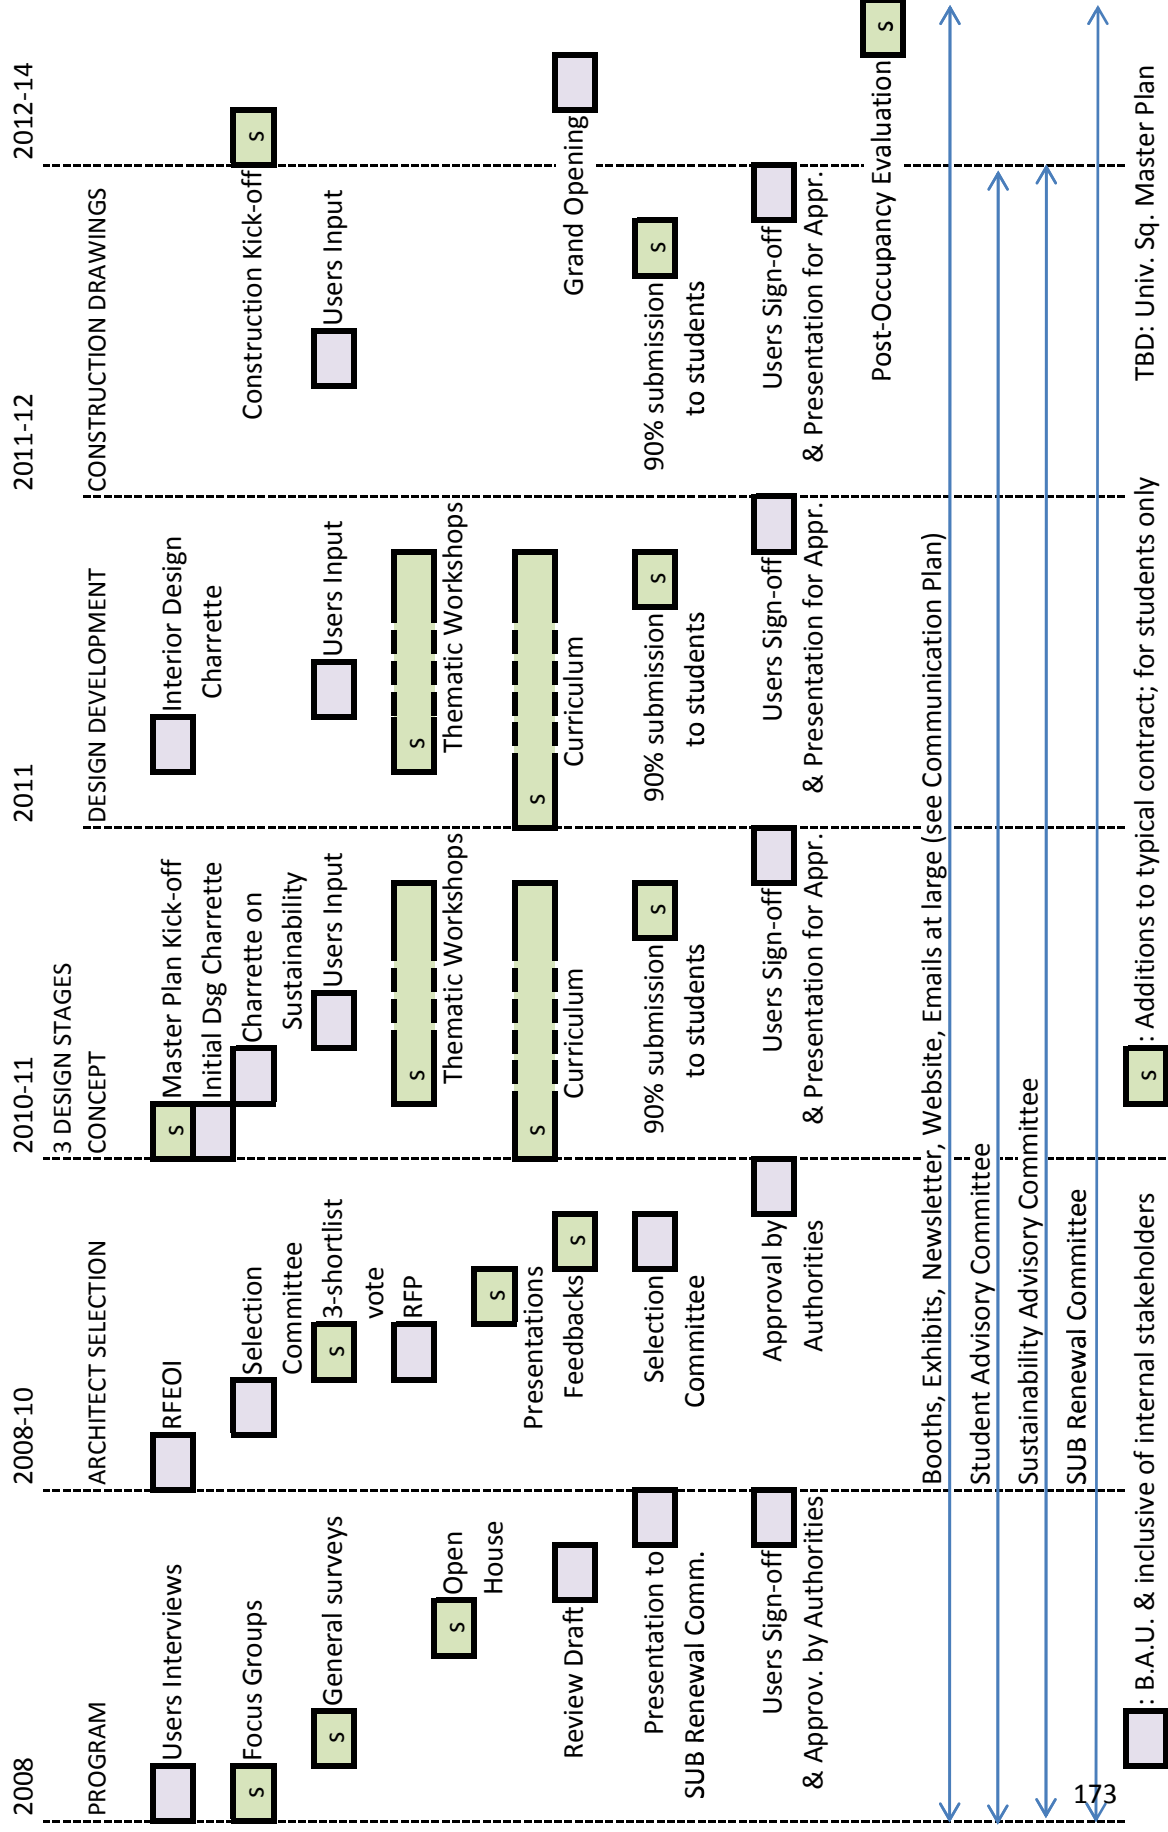 2008
2008-10
2010-11
2011
2011-12
2012-14
3 DESIGN STAGES
PROGRAM
ARCHITECT SELECTION
CONCEPT
DESIGN DEVELOPMENT
CONSTRUCTION DRAWINGS
Users Interviews
s
Focus Groups
s
General surveys
s
Open
House
Review Draft
Presentation to
SUB Renewal Comm.
Users Sign-off
& Approv. by Authorities
RFEOI
Selection
Committee
s
3-shortlist
vote
RFP
s
Presentations
s
Feedbacks
Selection
Committee
Approval by
Authorities
s
Master Plan Kick-off
Initial Dsg Charrette
Charrette on
Sustainability
Users Input
s
Thematic Workshops
s
Curriculum
90% submission
s
to students
Users Sign-off
& Presentation for Appr.
Interior Design
Charrette
Users Input
s
Thematic Workshops
s
Curriculum
90% submission
s
to students
Users Sign-off
& Presentation for Appr.
Construction Kick-off
s
Users Input
Grand Opening
90% submission
s
to students
Users Sign-off
& Presentation for Appr.
Post-Occupancy Evaluation
s
Booths, Exhibits, Newsletter, Website, Emails at large (see Communication Plan)
Student Advisory Committee
Sustainability Advisory Committee
SUB Renewal Committee
: B.A.U. & inclusive of internal stakeholders
s
: Additions to typical contract; for students only
TBD: Univ. Sq. Master Plan
173